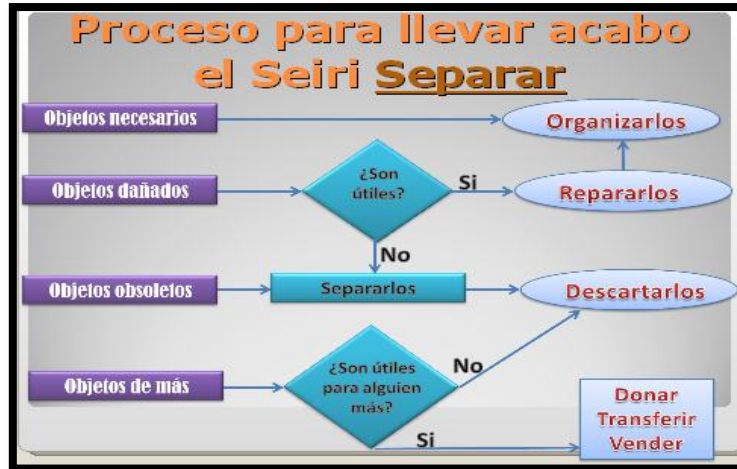 Proceso para llevar acabo
el Seiri Separar
Objetos necesarios
Organizarlos
Objetos dañados
¿Son
útiles?
Si
Repararlos
No
Objetos obsoletos
Separarlos
Descartarlos
Objetos de más
¿Son útiles
para alguien
más?
No
Si
Donar
Transferir
Vender